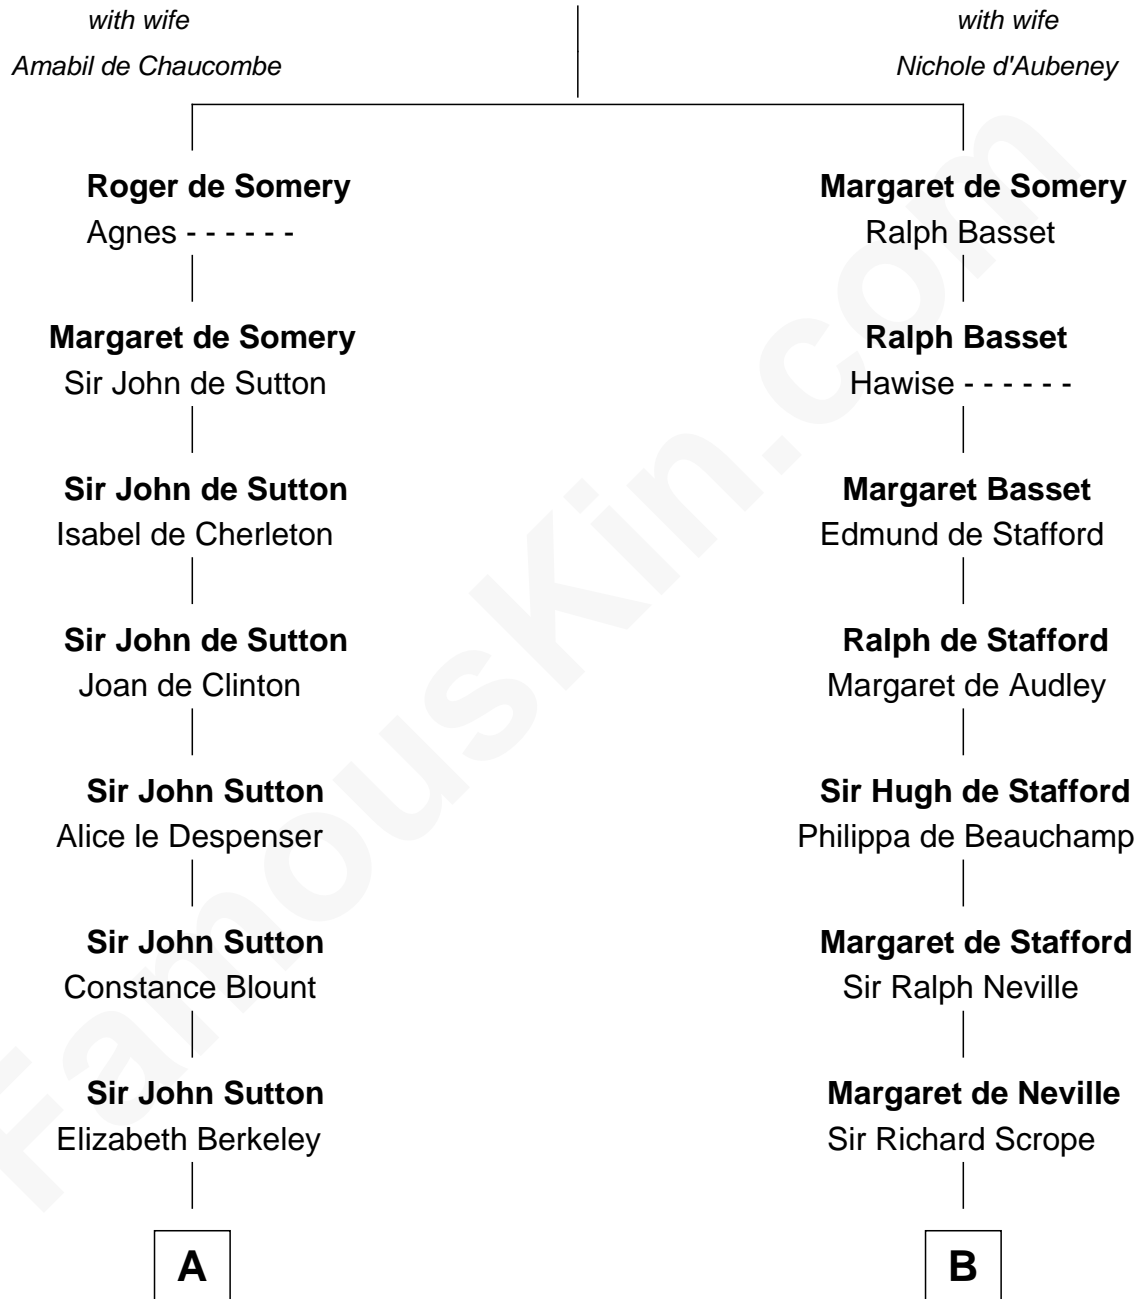 with wife
Amabil de Chaucombe
with wife
Nichole d'Aubeney
Roger de Somery
Agnes - - - - - -
Margaret de Somery
Ralph Basset
Margaret de Somery
Sir John de Sutton
Ralph Basset
Hawise - - - - - -
Sir John de Sutton
Isabel de Cherleton
Margaret Basset
Edmund de Stafford
Sir John de Sutton
Joan de Clinton
Ralph de Stafford
Margaret de Audley
Sir John Sutton
Alice le Despenser
Sir Hugh de Stafford
Philippa de Beauchamp
Sir John Sutton
Constance Blount
Margaret de Stafford
Sir Ralph Neville
Sir John Sutton
Elizabeth Berkeley
Margaret de Neville
Sir Richard Scrope
A
B
FamousKin.com